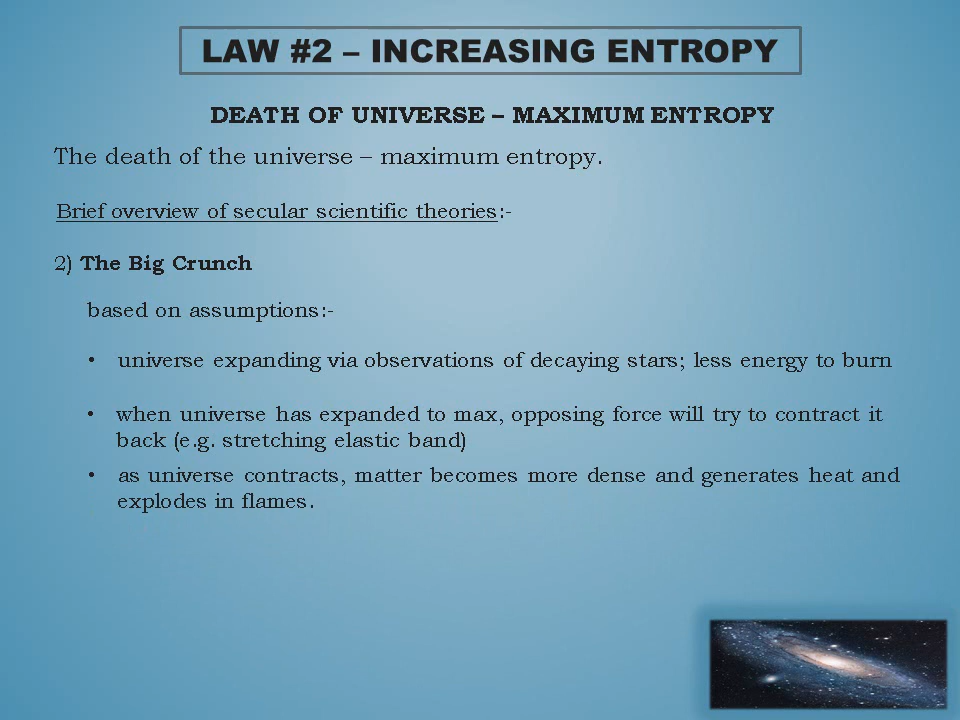 LAW #2 – INCREASING ENTROPY
DEATH OF UNIVERSE – MAXIMUM ENTROPY
The death of the universe – maximum entropy.
Brief overview of secular scientific theories:-
2) The Big Crunch
based on assumptions:-
• universe expanding via observations of decaying stars; less energy to burn
• when universe has expanded to max, opposing force will try to contract it
back (e.g. stretching elastic band)
• as universe contracts, matter becomes more dense and generates heat and
explodes in flames.